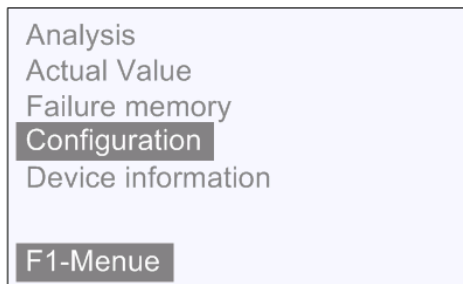 Analysis
Actual Value
Failure memory
Configuration
Device information
F1-Menue